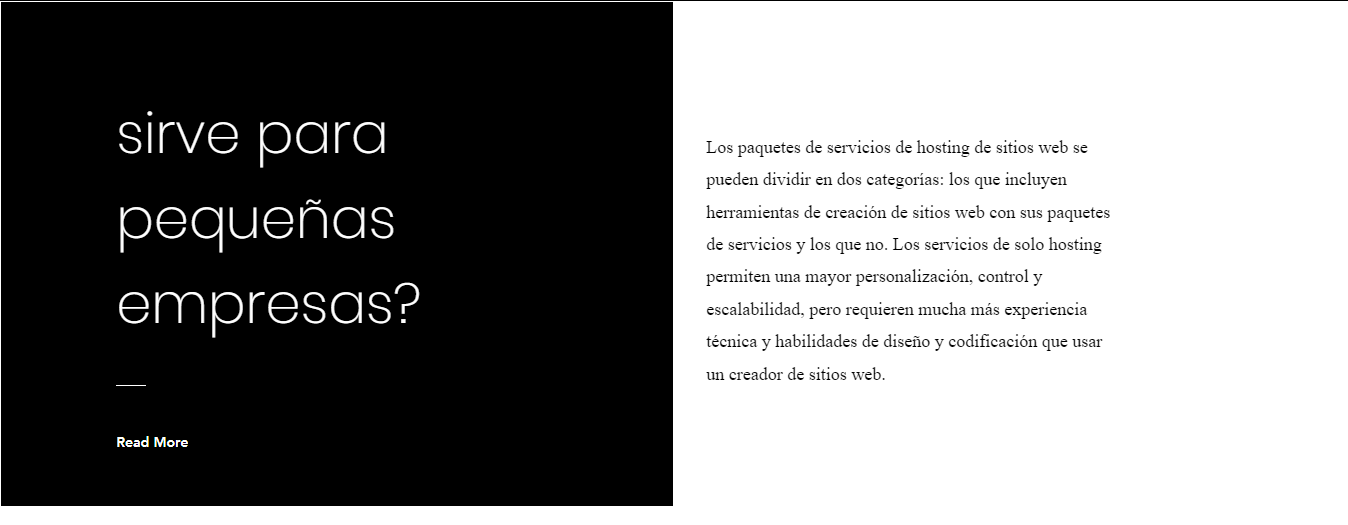 sirve para
pequeñas
empresas?
Read More
Los paquetes de servicios de hosting de sitios web se
pueden dividir en dos categorías: los que incluyen
herramientas de creación de sitios web con sus paquetes
de servicios y los que no. Los servicios de solo hosting
permiten una mayor personalización, control y
escalabilidad, pero requieren mucha más experiencia
técnica y habilidades de diseño y codificación que usar
un creador de sitios web.